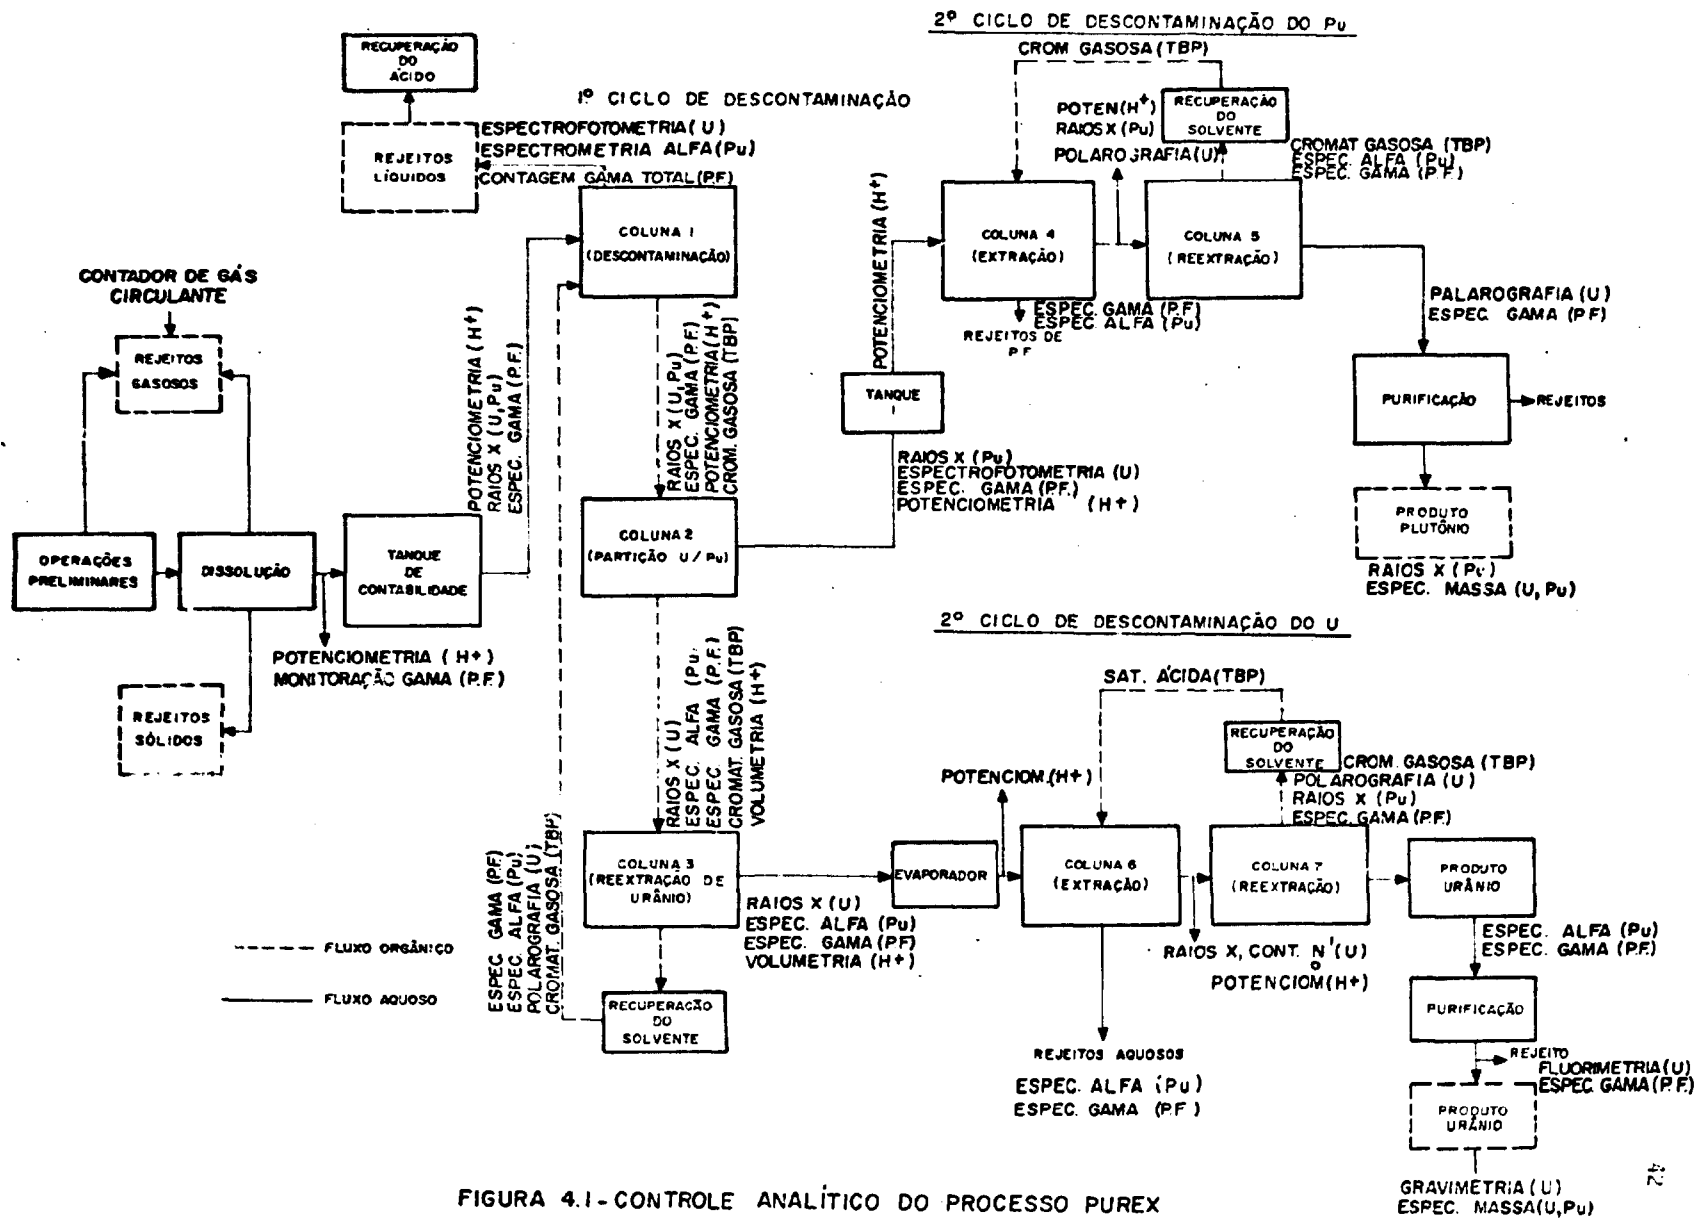 2º CICLO DE DESCONTAMINAÇÃO DO Pu
CROM GASOSA (TBP)
RECUPERAÇÃO
DO
ÁCIDO
1º CICLO DE DESCONTAMINAÇÃO
ESPECTROFOTOMETRIA (U)
ESPECTROMETRIA ALFA (Pu)
CONTAGEM GAMA TOTAL (P.F)
REJEITOS
LÍQUIDOS
POTEN (H+)
RAIOS X (Pu)
POLAROGRAFIA (U)
RECUPERAÇÃO
DO
SOLVENTE
CROMAT GASOSA (TBP)
ESPEC. ALFA (Pu)
ESPEC. GAMA (P.F)
COLUNA 1
(DESCONTAMINAÇÃO)
POTENCIOMETRIA (H+)
COLUNA 4
(EXTRAÇÃO)
COLUNA 5
(REEXTRAÇÃO)
CONTADOR DE GÁS
CIRCULANTE
REJEITOS
GASOSOS
POTENCIOMETRIA (H+)
RAIOS X (U,Pu)
ESPEC. GAMA (P.F.)
RAIOS X (U,Pu)
ESPEC. GAMA (P.F.)
POTENCIOMETRIA (H+)
CROM. GASOSA (TBP)
ESPEC. GAMA (P.F)
ESPEC. ALFA (Pu)
REJEITOS DE
P.F
PALAROGRAFIA (U)
ESPEC. GAMA (P.F)
TANQUE
PURIFICAÇÃO
REJEITOS
RAIOS X (Pu)
ESPECTROFOTOMETRIA (U)
ESPEC. GAMA (P.F.)
POTENCIOMETRIA (H+)
PRODUTO
PLUTÔNIO
RAIOS X (Pu)
ESPEC. MASSA (U, Pu)
OPERAÇÕES
PRELIMINARES
DISSOLUÇÃO
TANQUE
DE
CONTABILIDADE
COLUNA 2
(PARTIÇÃO U / Pu)
POTENCIOMETRIA (H+)
MONITORAÇÃO GAMA (P.F.)
REJEITOS
SÓLIDOS
RAIOS X (U)
ESPEC. ALFA (Pu)
ESPEC. GAMA (P.F.)
CROMAT. GASOSA (TBP)
VOLUMETRIA (H+)
2º CICLO DE DESCONTAMINAÇÃO DO U
SAT. ÁCIDA (TBP)
RECUPERAÇÃO
DO
SOLVENTE
CROM. GASOSA (TBP)
POLAROGRAFIA (U)
RAIOS X (Pu)
ESPEC. GAMA (P.F)
POTENCIOM. (H+)
COLUNA 3
(REEXTRAÇÃO DE
URÂNIO)
EVAPORADOR
COLUNA 6
(EXTRAÇÃO)
COLUNA 7
(REEXTRAÇÃO)
PRODUTO
URÂNIO
RAIOS X (U)
ESPEC. ALFA (Pu)
ESPEC. GAMA (P.F)
VOLUMETRIA (H+)
ESPEC. GAMA (P.F.)
ESPEC. ALFA (Pu)
POLAROGRAFIA (U)
CROMAT. GASOSA (TBP)
RAIOS X, CONT. N' (U)
O
POTENCIOM (H+)
ESPEC. ALFA (Pu)
ESPEC. GAMA (P.F)
FLUXO ORGÂNICO
FLUXO AQUOSO
RECUPERAÇÃO
DO
SOLVENTE
REJEITOS AQUOSOS
ESPEC. ALFA (Pu)
ESPEC. GAMA (P.F)
PURIFICAÇÃO
REJEITO
FLUORIMETRIA (U)
ESPEC. GAMA (P.F.)
PRODUTO
URÂNIO
GRAVIMETRIA (U)
ESPEC. MASSA (U,Pu)
42
FIGURA 4.1 - CONTROLE ANALÍTICO DO PROCESSO PUREX